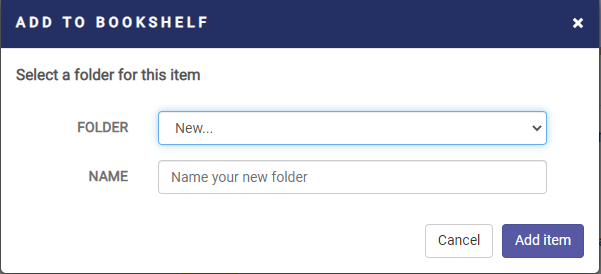 ADD TO BOOKSHELF ×
Select a folder for this item
FOLDER New...
NAME Name your new folder
Cancel Add item